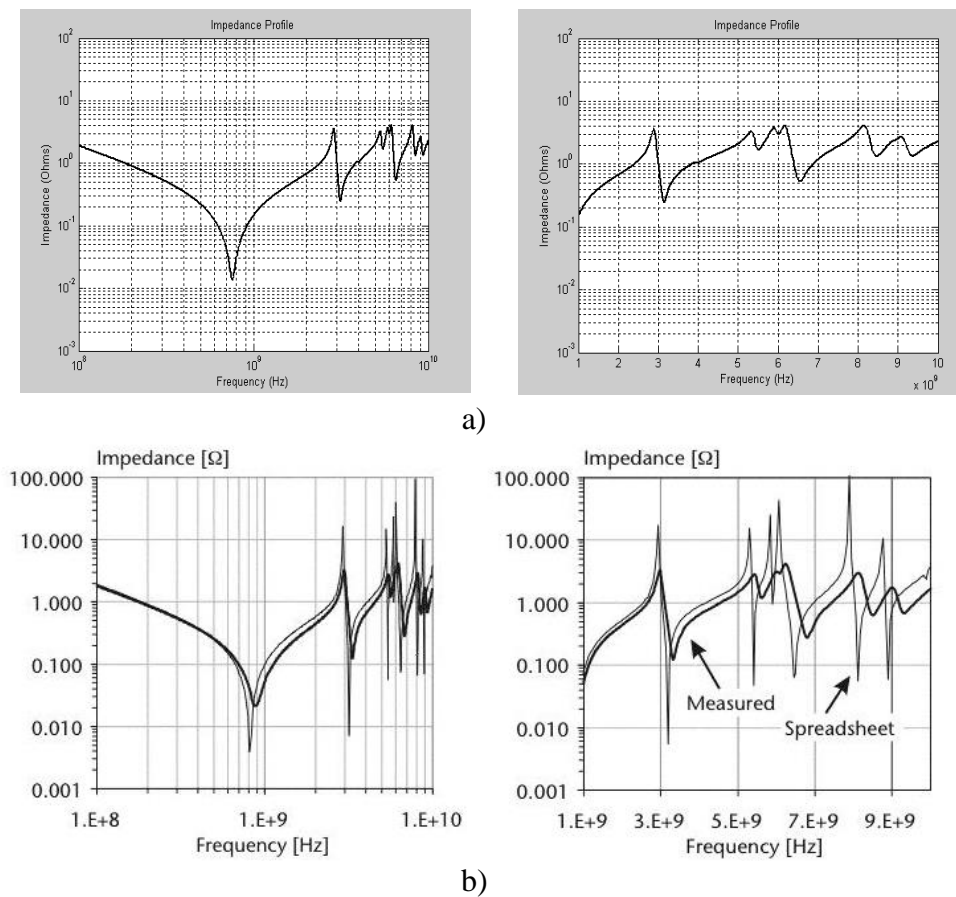 Impedance Profile
Impedance (Ohms)
10^2
10^1
10^0
10^-1
10^-2
10^-3
10^8
10^9
10^10
Frequency (Hz)
Impedance Profile
Impedance (Ohms)
10^2
10^1
10^0
10^-1
10^-2
10^-3
1 2 3 4 5 6 7 8 9 10
Frequency (Hz)
x 10^9
a)
Impedance [Ω]
100.000
10.000
1.000
0.100
0.010
0.001
1.E+8 1.E+9 1.E+10
Frequency [Hz]
Impedance [Ω]
100.000
10.000
1.000
0.100
0.010
0.001
Measured
Spreadsheet
1.E+9 3.E+9 5.E+9 7.E+9 9.E+9
Frequency [Hz]
b)